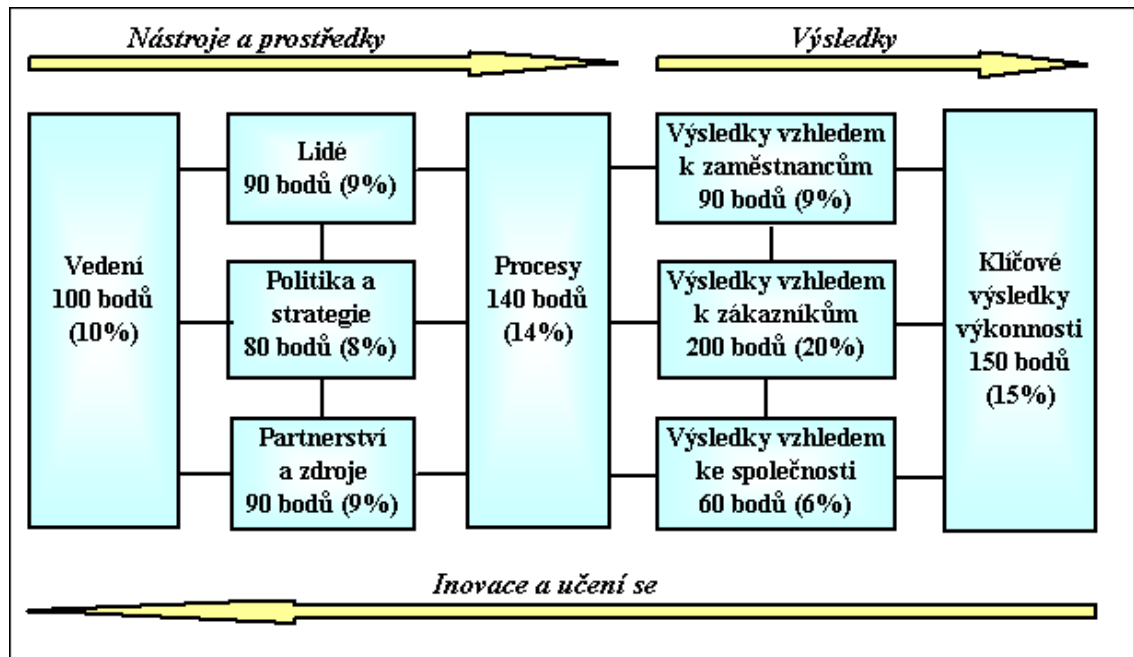 Nástroje a prostředky
Výsledky
Vedení
100 bodů
(10%)
Lidé
90 bodů (9%)
Politika a
strategie
80 bodů (8%)
Partnerství
a zdroje
90 bodů (9%)
Procesy
140 bodů
(14%)
Výsledky vzhledem
k zaměstnancům
90 bodů (9%)
Výsledky vzhledem
k zákazníkům
200 bodů (20%)
Výsledky vzhledem
ke společnosti
60 bodů (6%)
Klíčové
výsledky
výkonnosti
150 bodů
(15%)
Inovace a učení se